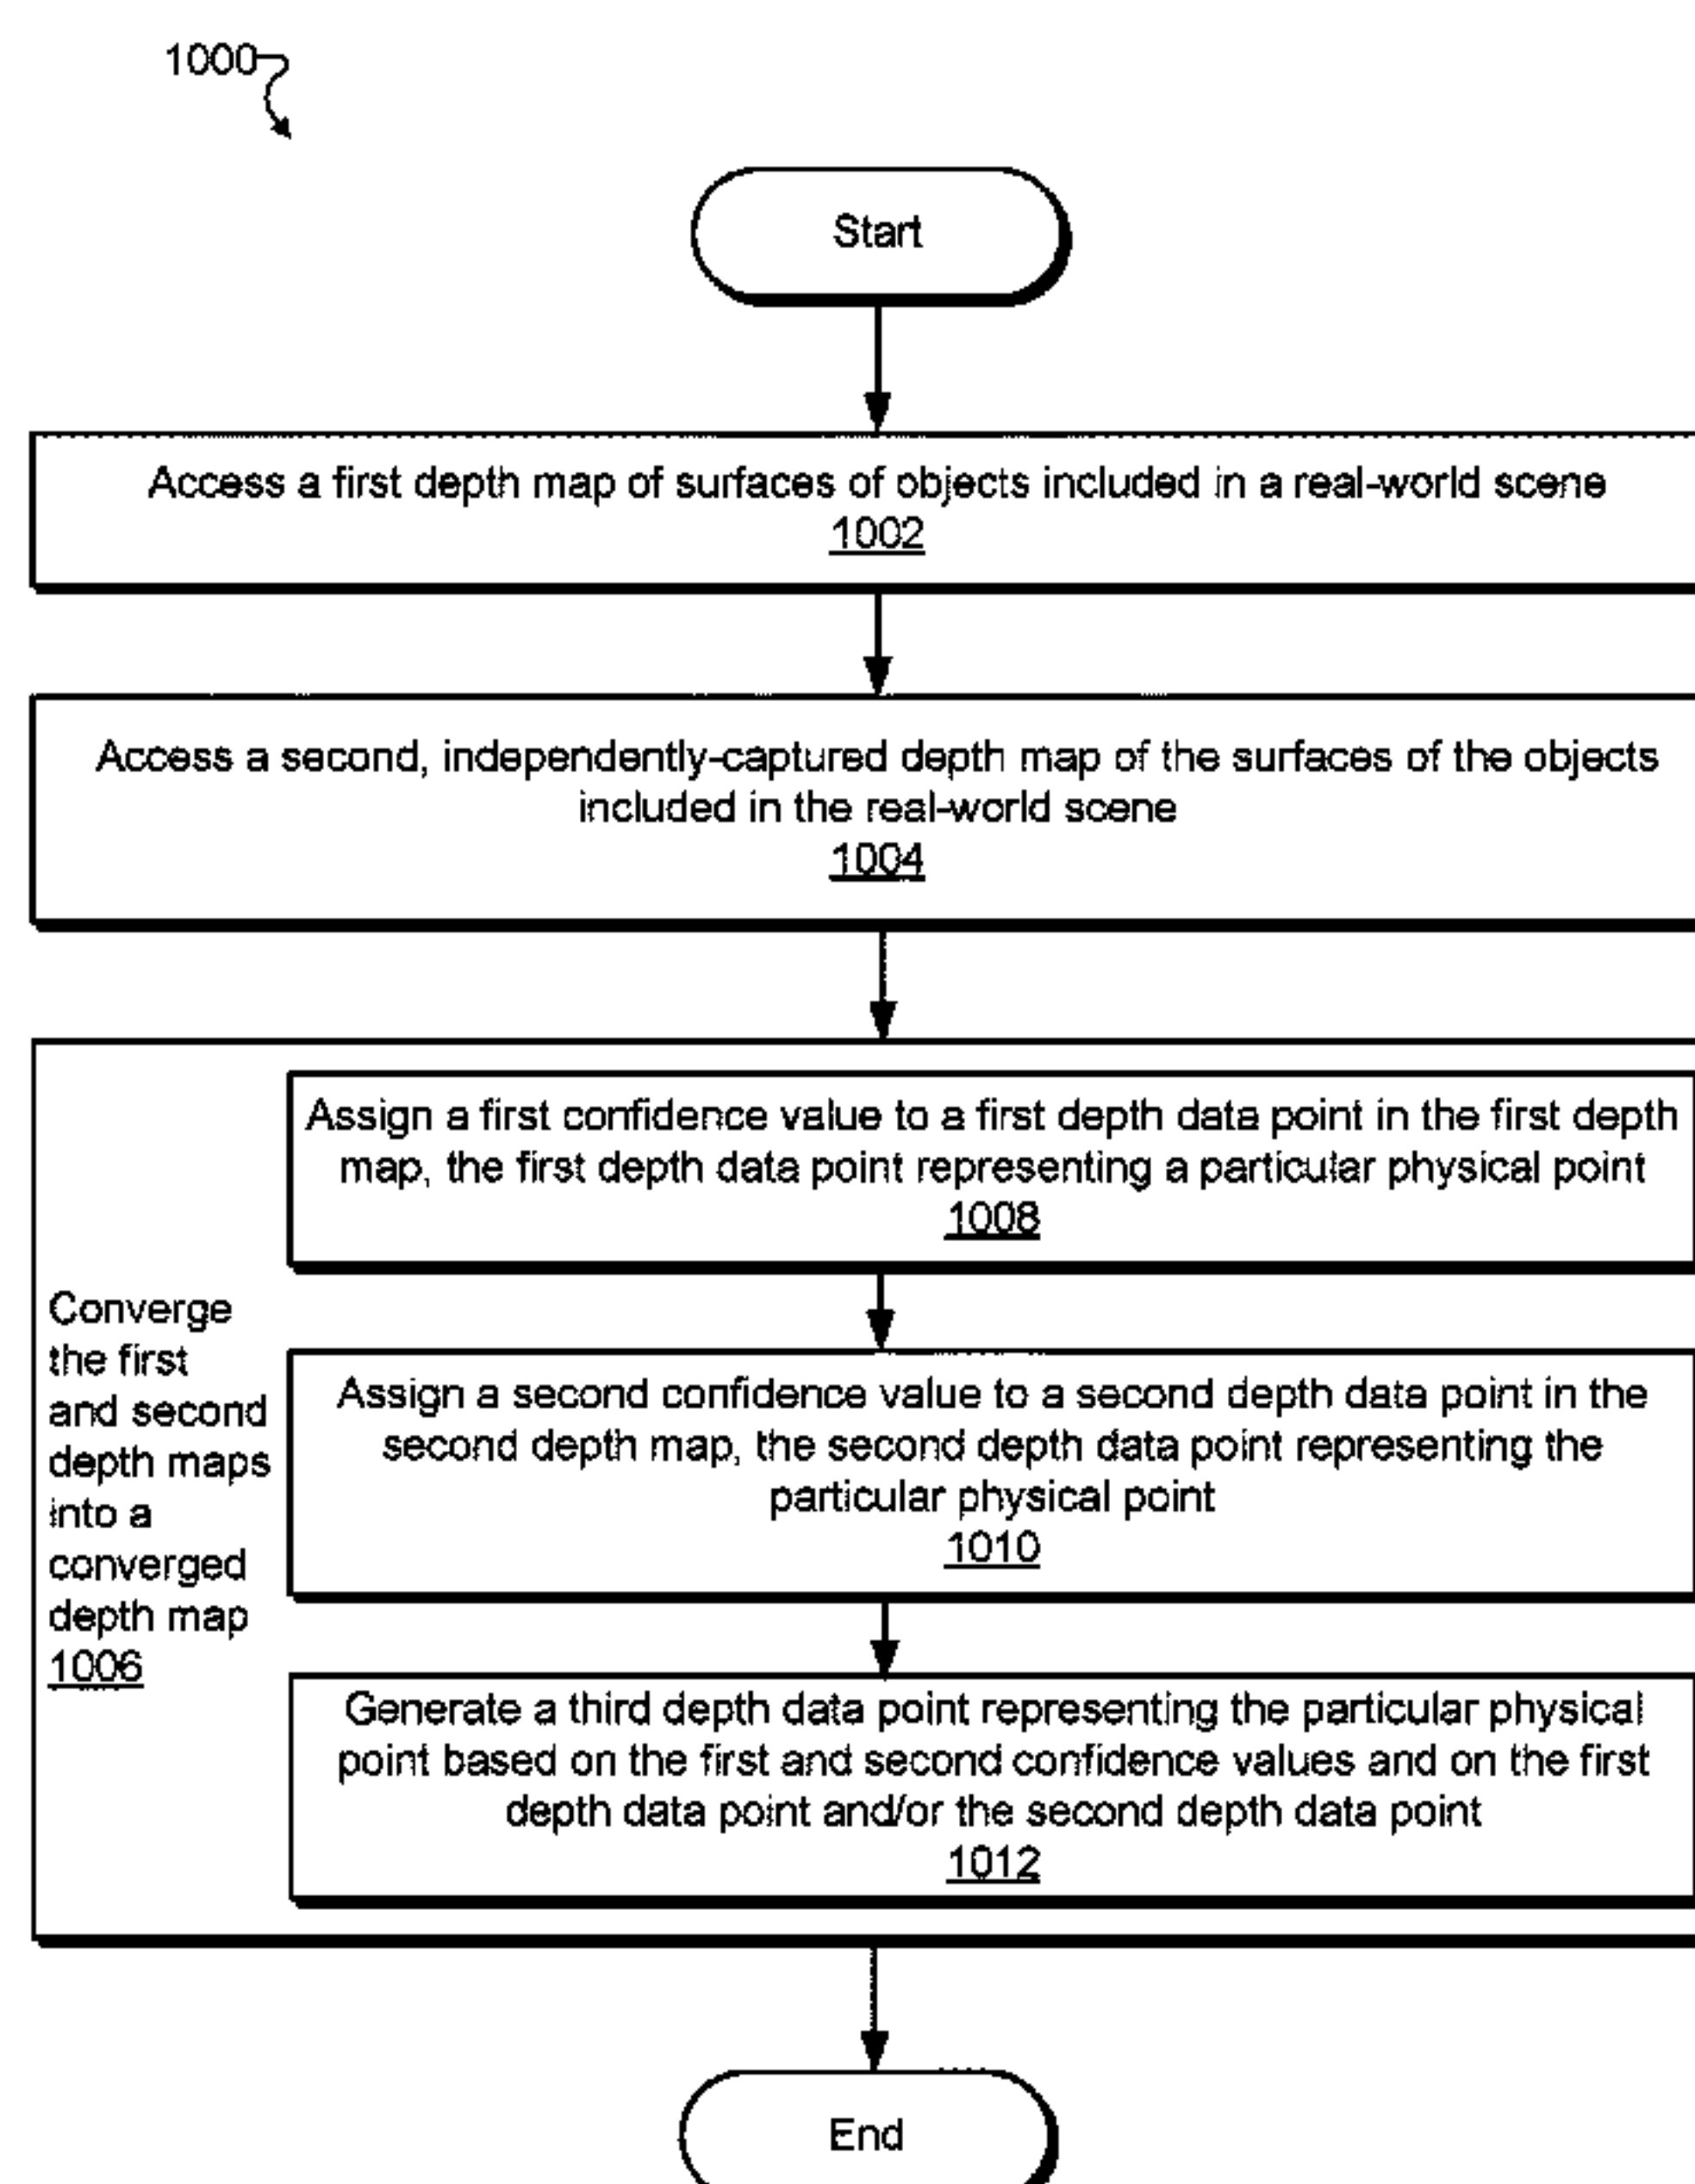 1000
Start
Access a first depth map of surfaces of objects included in a real-world scene
1002
Access a second, independently-captured depth map of the surfaces of the objects
included in the real-world scene
1004
Converge
the first
and second
depth maps
into a
converged
depth map
1006
Assign a first confidence value to a first depth data point in the first depth
map, the first depth data point representing a particular physical point
1008
Assign a second confidence value to a second depth data point in the
second depth map, the second depth data point representing the
particular physical point
1010
Generate a third depth data point representing the particular physical
point based on the first and second confidence values and on the first
depth data point and/or the second depth data point
1012
End